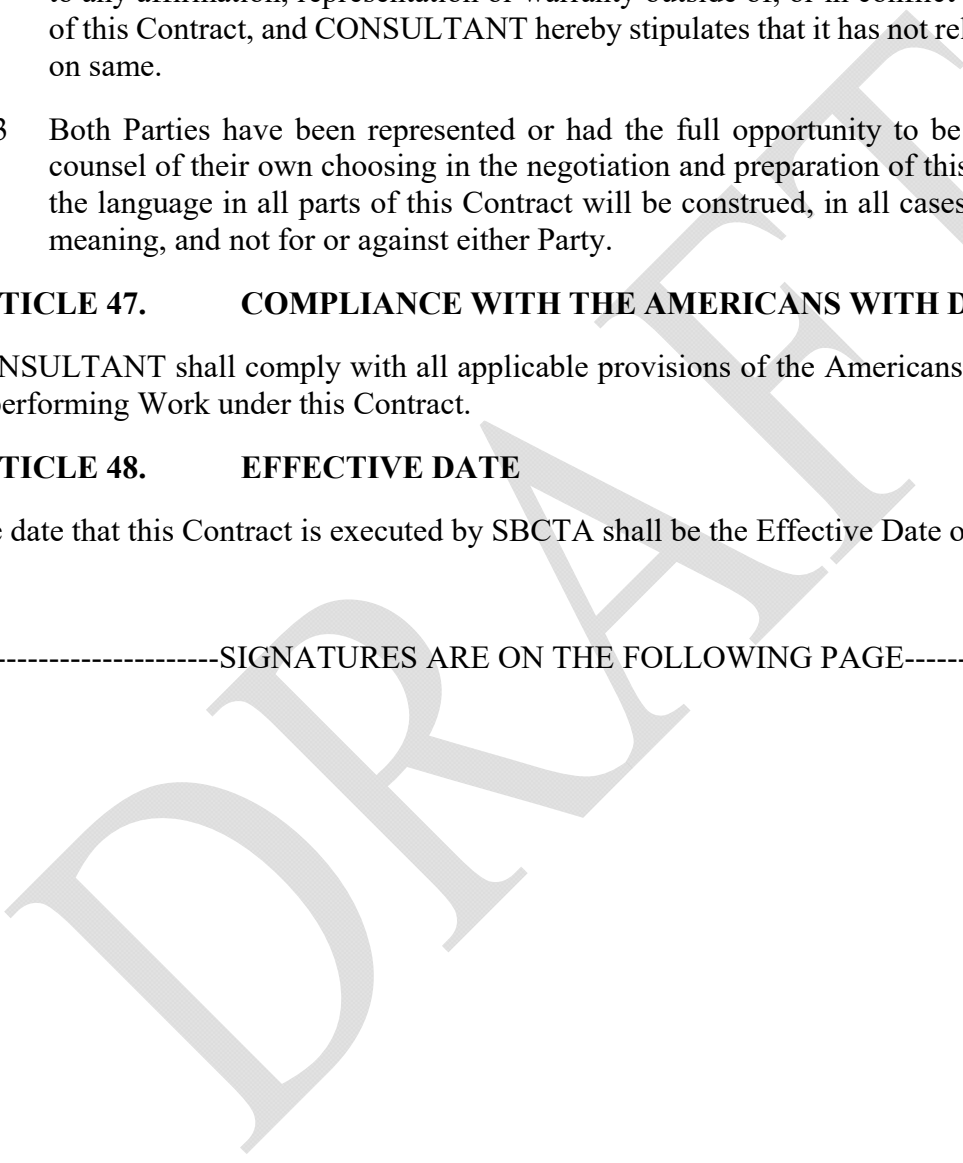 to any affirmation, representation or warranty outside of, or in conflict
of this Contract, and CONSULTANT hereby stipulates that it has not rel
on same.
3 Both Parties have been represented or had the full opportunity to be
counsel of their own choosing in the negotiation and preparation of this
the language in all parts of this Contract will be construed, in all cases
meaning, and not for or against either Party.
TICLE 47. COMPLIANCE WITH THE AMERICANS WITH D
NSULTANT shall comply with all applicable provisions of the Americans
performing Work under this Contract.
TICLE 48. EFFECTIVE DATE
e date that this Contract is executed by SBCTA shall be the Effective Date o
---------------------SIGNATURES ARE ON THE FOLLOWING PAGE------
DRAFT